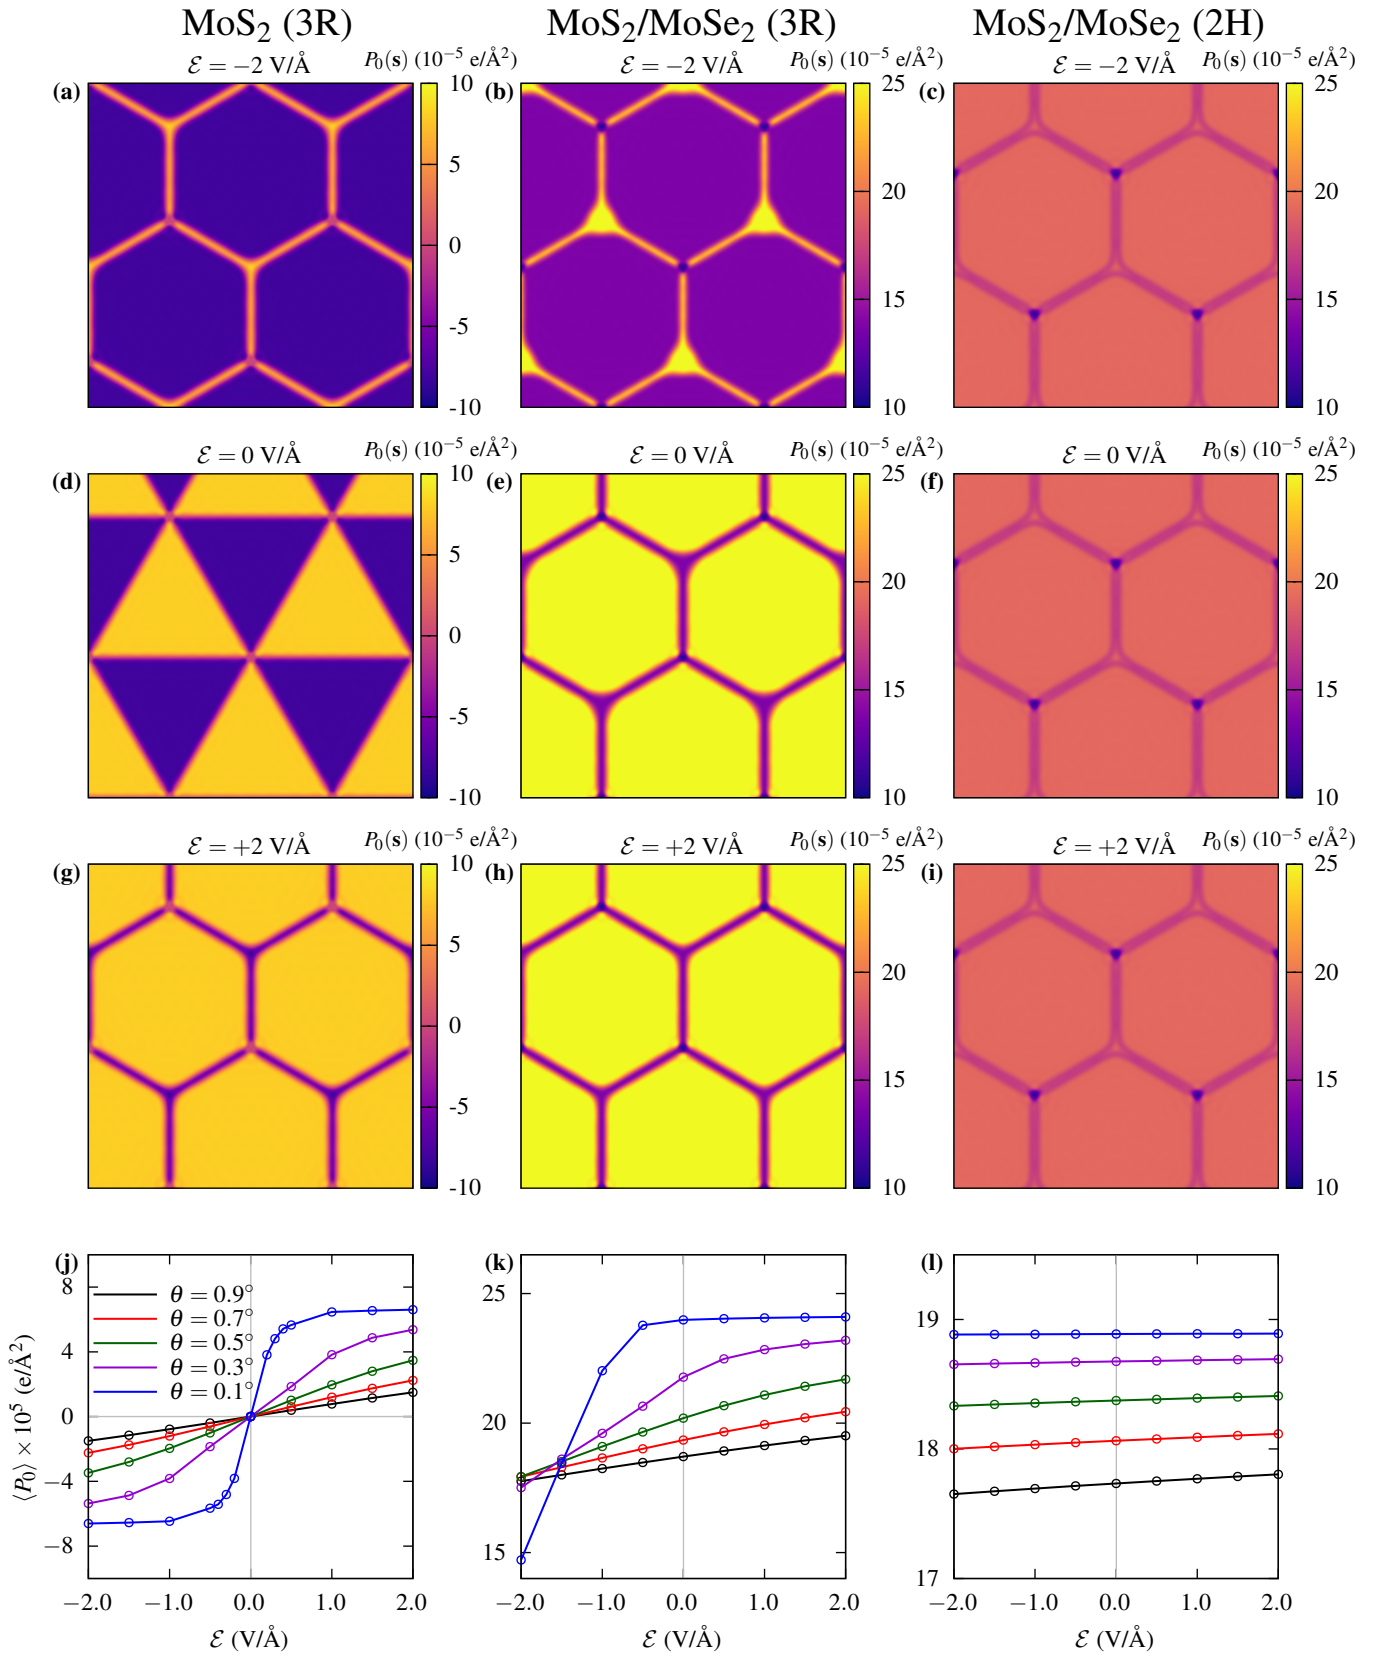 MoS₂ (3R) MoS₂/MoSe₂ (3R) MoS₂/MoSe₂ (2H)
ℰ = −2 V/Å P₀(s) (10⁻⁵ e/Å²) ℰ = −2 V/Å P₀(s) (10⁻⁵ e/Å²) ℰ = −2 V/Å P₀(s) (10⁻⁵ e/Å²)
(a) 10 (b) 25 (c) 25
5 20 20
0
-5 15 15
-10 10 10
ℰ = 0 V/Å P₀(s) (10⁻⁵ e/Å²) ℰ = 0 V/Å P₀(s) (10⁻⁵ e/Å²) ℰ = 0 V/Å P₀(s) (10⁻⁵ e/Å²)
(d) 10 (e) 25 (f) 25
5 20 20
0
-5 15 15
-10 10 10
ℰ = +2 V/Å P₀(s) (10⁻⁵ e/Å²) ℰ = +2 V/Å P₀(s) (10⁻⁵ e/Å²) ℰ = +2 V/Å P₀(s) (10⁻⁵ e/Å²)
(g) 10 (h) 25 (i) 25
5 20 20
0
-5 15 15
-10 10 10
(j) (k) (l)
⟨P₀⟩ × 10⁵ (e/Å²)
8
4
0
−4
−8
θ = 0.9°
θ = 0.7°
θ = 0.5°
θ = 0.3°
θ = 0.1°
−2.0 −1.0 0.0 1.0 2.0
ℰ (V/Å)
25
20
15
−2.0 −1.0 0.0 1.0 2.0
ℰ (V/Å)
19
18
17
−2.0 −1.0 0.0 1.0 2.0
ℰ (V/Å)